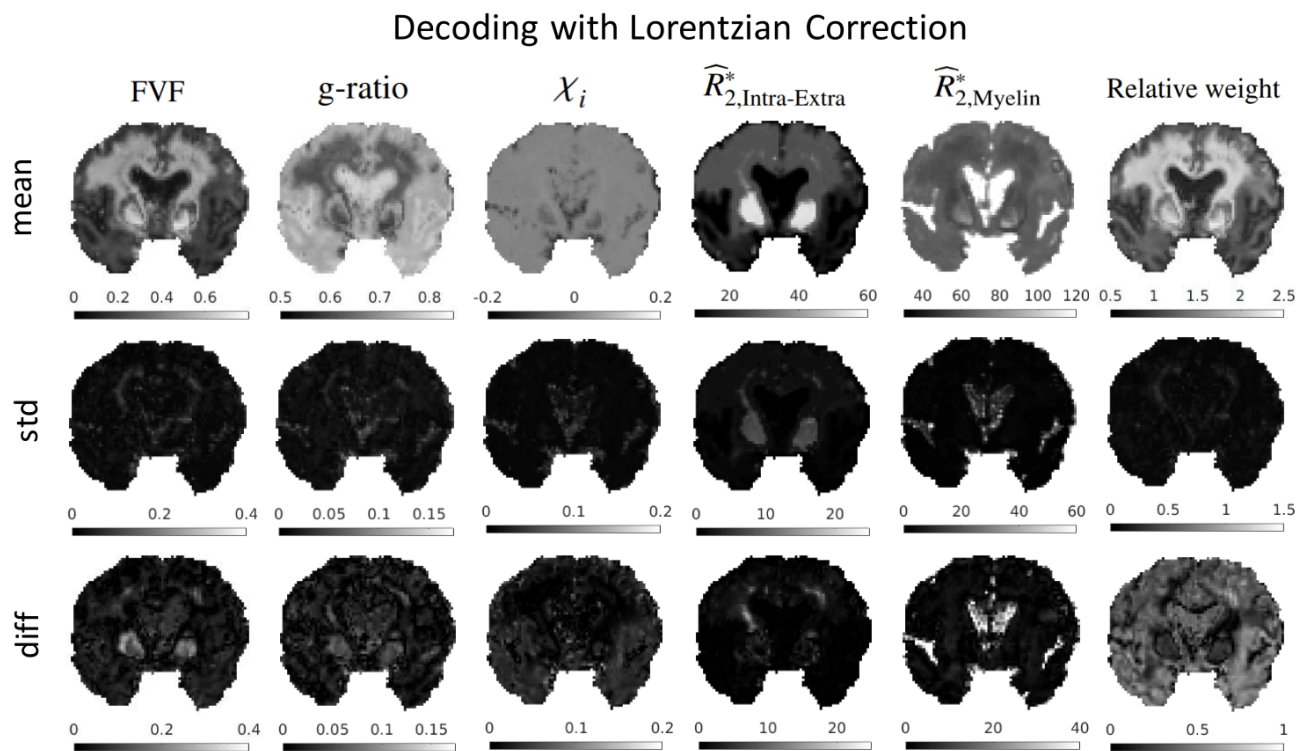 Decoding with Lorentzian Correction
FVF g-ratio χᵢ R̂*₂,Intra-Extra R̂*₂,Myelin Relative weight
mean
0 0.2 0.4 0.6 0.5 0.6 0.7 0.8 -0.2 0 0.2 20 40 60 40 60 80 100 120 0.5 1 1.5 2 2.5
std
0 0.2 0.4 0 0.05 0.1 0.15 0 0.1 0.2 0 10 20 0 20 40 60 0 0.5 1 1.5
diff
0 0.2 0.4 0 0.05 0.1 0.15 0 0.1 0.2 0 10 20 0 20 40 0 0.5 1